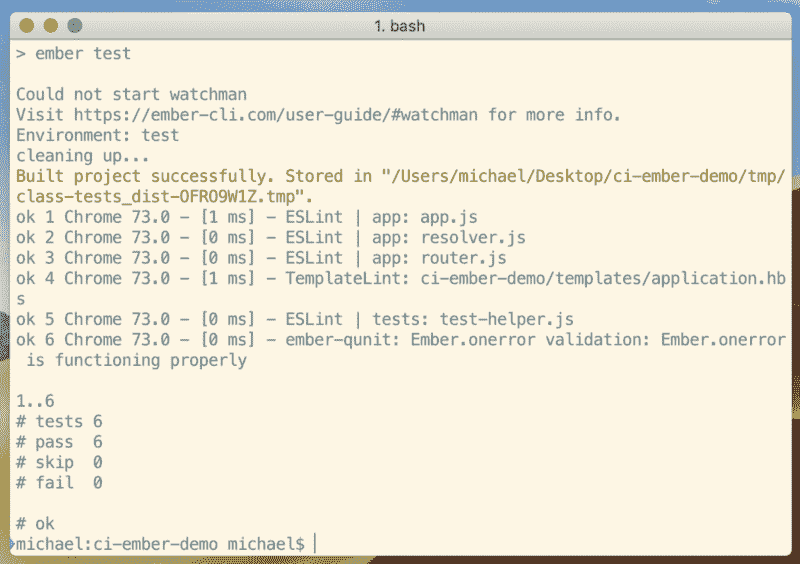 1. bash
> ember test
Could not start watchman
Visit https://ember-cli.com/user-guide/#watchman for more info.
Environment: test
cleaning up...
Built project successfully. Stored in "/Users/michael/Desktop/ci-ember-demo/tmp/
class-tests_dist-OFRO9W1Z.tmp".
ok 1 Chrome 73.0 - [1 ms] - ESLint | app: app.js
ok 2 Chrome 73.0 - [0 ms] - ESLint | app: resolver.js
ok 3 Chrome 73.0 - [0 ms] - ESLint | app: router.js
ok 4 Chrome 73.0 - [1 ms] - TemplateLint: ci-ember-demo/templates/application.hb
s
ok 5 Chrome 73.0 - [0 ms] - ESLint | tests: test-helper.js
ok 6 Chrome 73.0 - [0 ms] - ember-qunit: Ember.onerror validation: Ember.onerror
 is functioning properly
1..6
# tests 6
# pass  6
# skip  0
# fail  0
# ok
michael:ci-ember-demo michael$